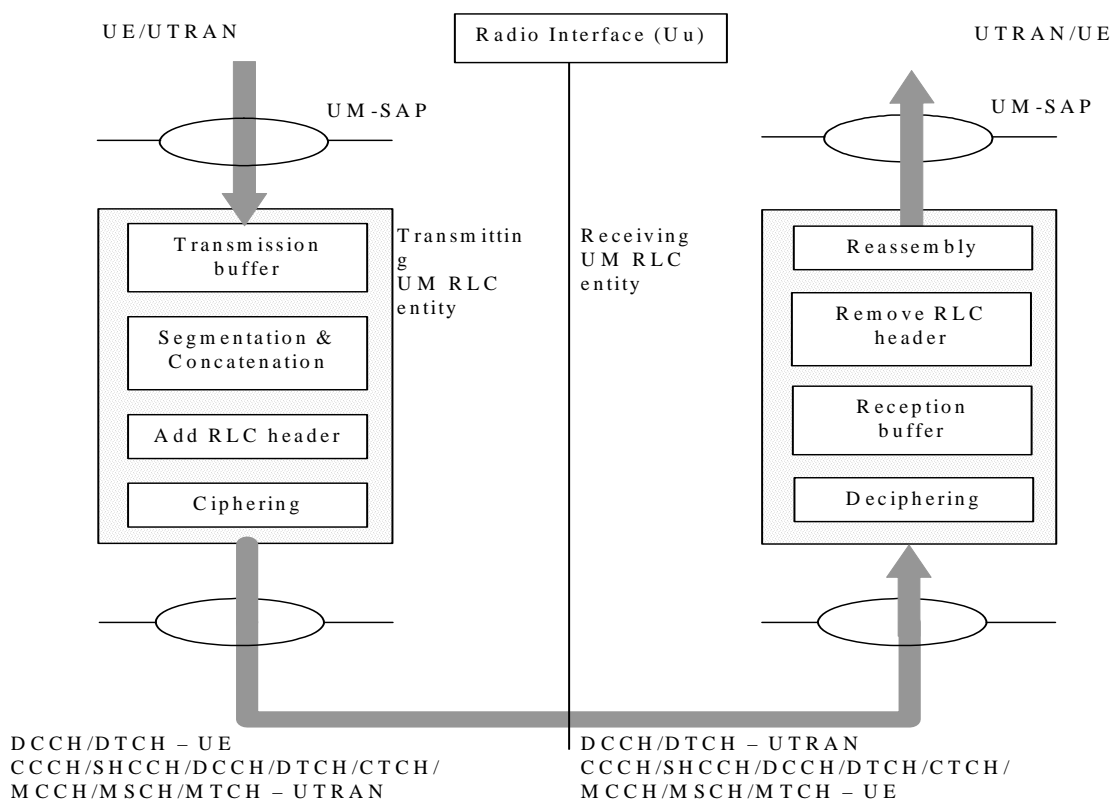 UE/UTRAN
Radio Interface (Uu)
UTRAN/UE
UM-SAP
UM-SAP
Transmission
buffer
Transmittin
g
UM RLC
entity
Segmentation &
Concatenation
Add RLC header
Ciphering
Receiving
UM RLC
entity
Reassembly
Remove RLC
header
Reception
buffer
Deciphering
DCCH/DTCH – UE
CCCH/SHCCH/DCCH/DTCH/CTCH/
MCCH/MSCH/MTCH – UTRAN
DCCH/DTCH – UTRAN
CCCH/SHCCH/DCCH/DTCH/CTCH/
MCCH/MSCH/MTCH – UE